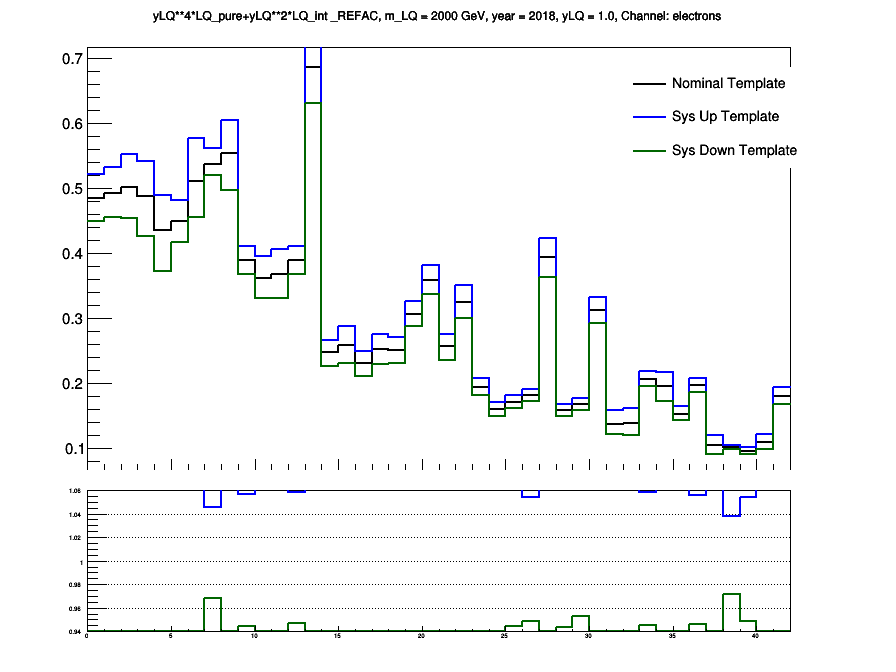 yLQ**4*LQ_pure+yLQ**2*LQ_int_REFAC, m_LQ = 2000 GeV, year = 2018, yLQ = 1.0, Channel: electrons
0.7
Nominal Template
Sys Up Template
0.6
Sys Down Template
0.5
0.4
0.3
0.2
0.1
1.06
1.04
1.02
1
0.98
0.96
0.94
0 5 10 15 20 25 30 35 40